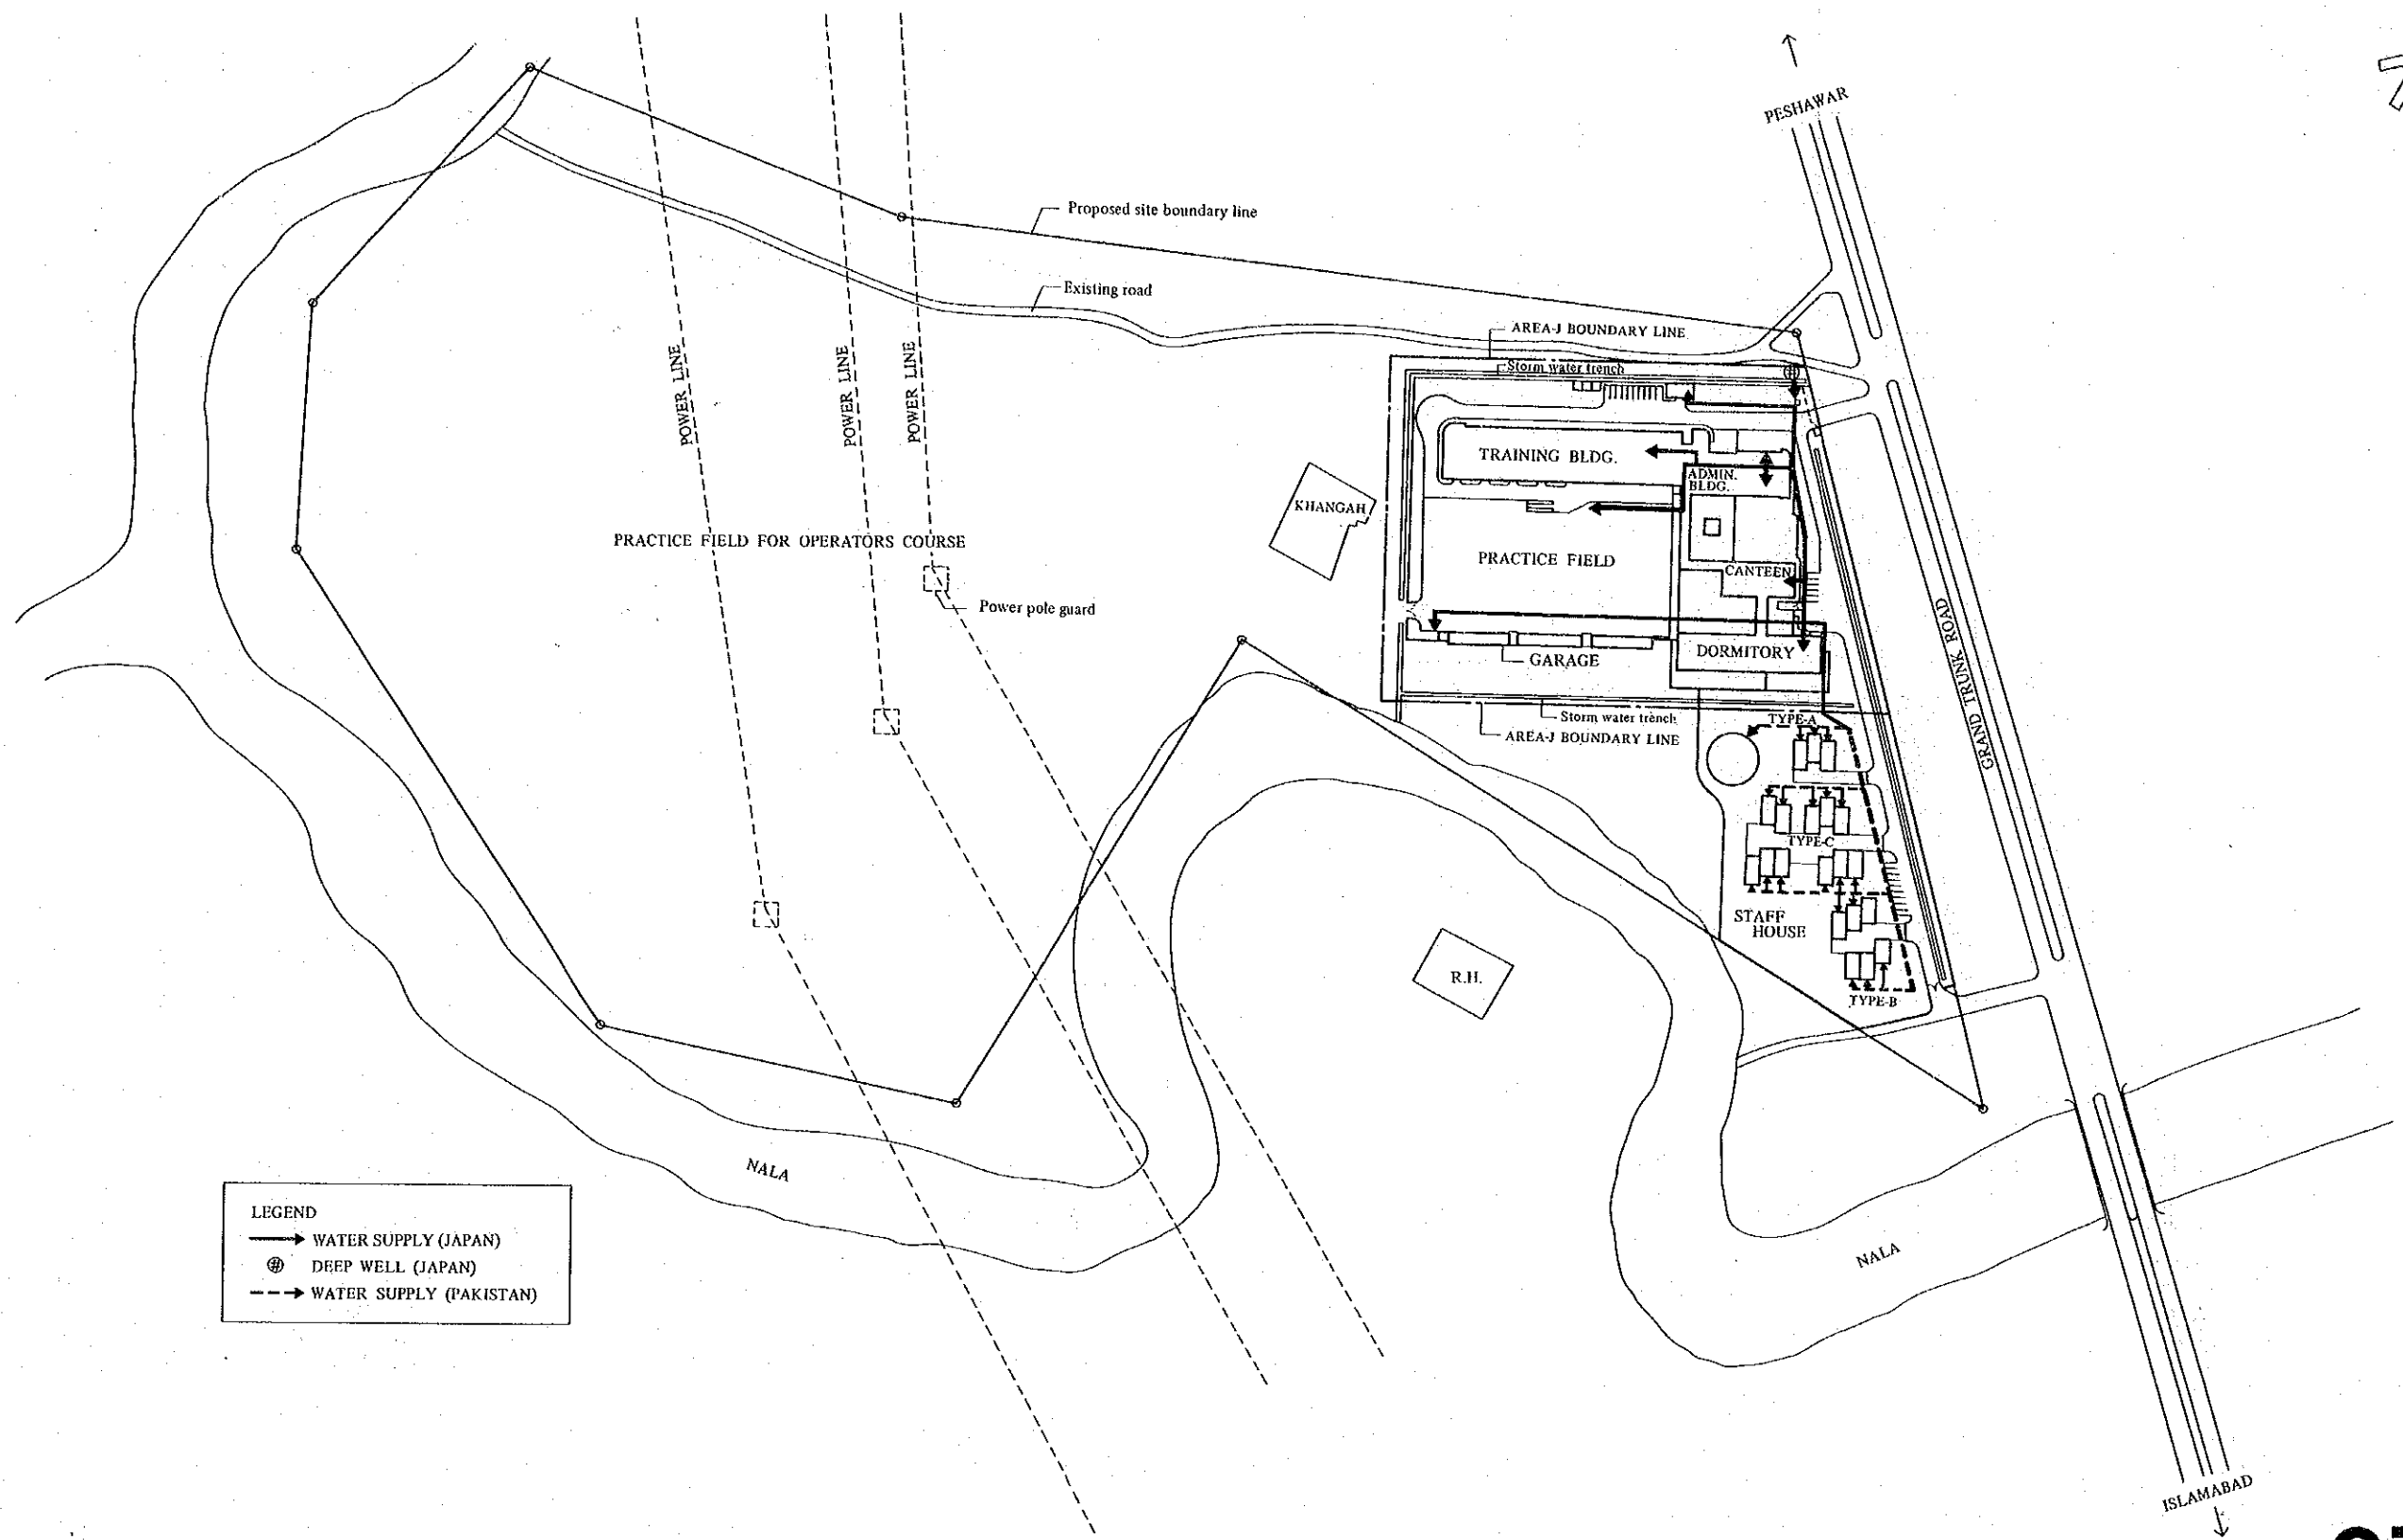 PESHAWAR
Proposed site boundary line
Existing road
AREA-J BOUNDARY LINE
Storm water trench
POWER LINE
POWER LINE
POWER LINE
TRAINING BLDG.
ADMIN.
BLDG.
KHANGAH
PRACTICE FIELD FOR OPERATORS COURSE
PRACTICE FIELD
CANTEEN
Power pole guard
GRAND TRUNK ROAD
GARAGE
DORMITORY
Storm water trench
TYPE-A
AREA-J BOUNDARY LINE
TYPE-C
STAFF
HOUSE
R.H.
TYPE-B
NALA
NALA
LEGEND
WATER SUPPLY (JAPAN)
DEEP WELL (JAPAN)
WATER SUPPLY (PAKISTAN)
ISLAMABAD